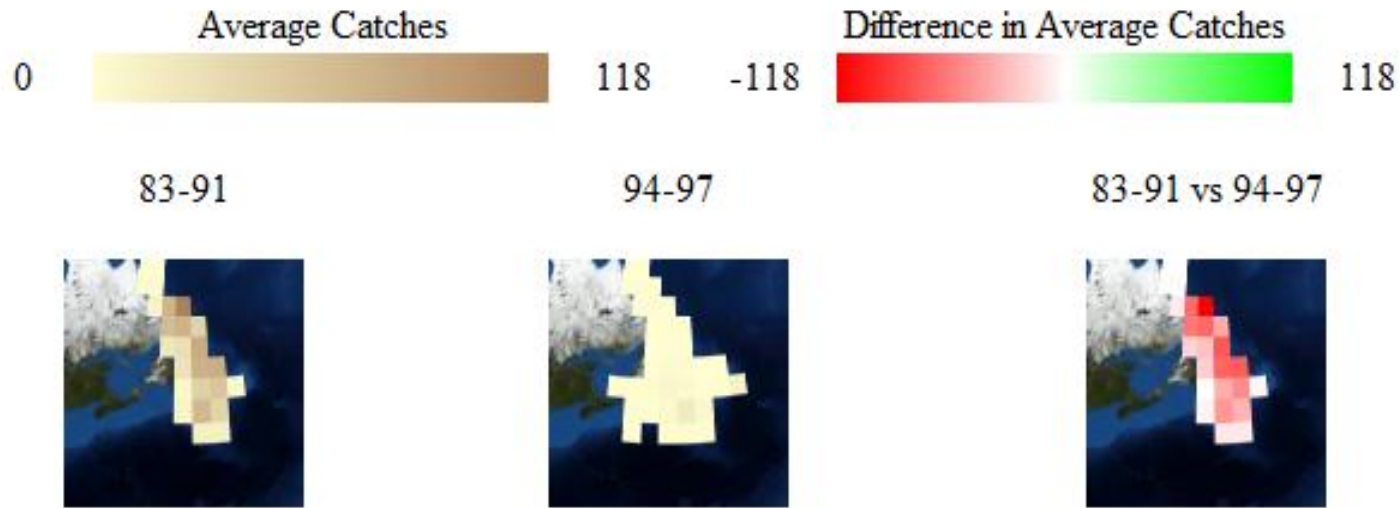 Average Catches
Difference in Average Catches
0
118
-118
118
83-91
94-97
83-91 vs 94-97